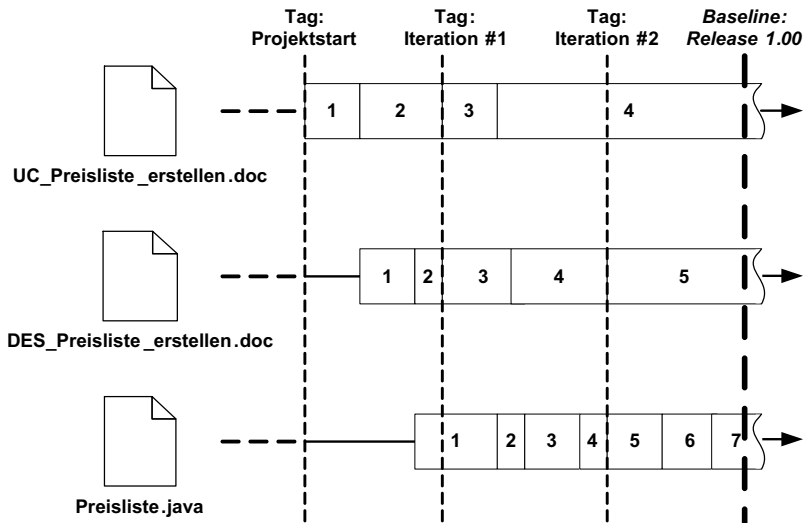 Tag:
Projektstart
Tag:
Iteration #1
Tag:
Iteration #2
Baseline:
Release 1.00
1 2 3 4
UC_Preisliste_erstellen.doc
1 2 3 4 5
DES_Preisliste_erstellen.doc
1 2 3 4 5 6 7
Preisliste.java